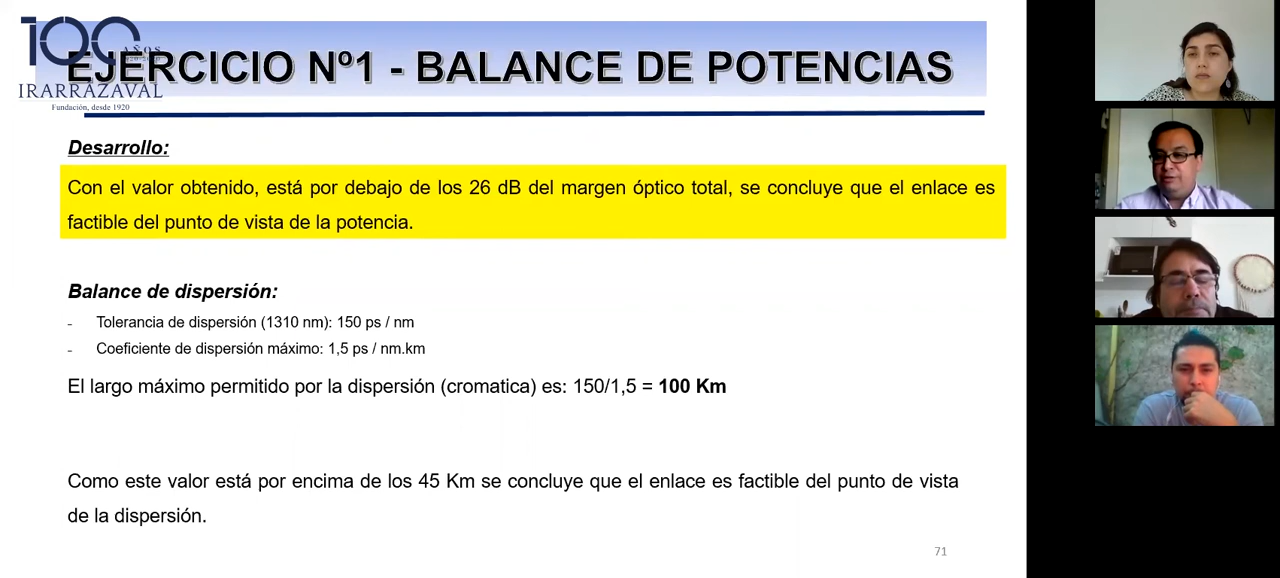 100
AÑOS
EJERCICIO Nº1 - BALANCE DE POTENCIAS
IRARRAZAVAL
Fundación, desde 1920
Desarrollo:
Con el valor obtenido, está por debajo de los 26 dB del margen óptico total, se concluye que el enlace es
factible del punto de vista de la potencia.
Balance de dispersión:
- Tolerancia de dispersión (1310 nm): 150 ps / nm
- Coeficiente de dispersión máximo: 1,5 ps / nm.km
El largo máximo permitido por la dispersión (cromatica) es: 150/1,5 = 100 Km
Como este valor está por encima de los 45 Km se concluye que el enlace es factible del punto de vista
de la dispersión.
71